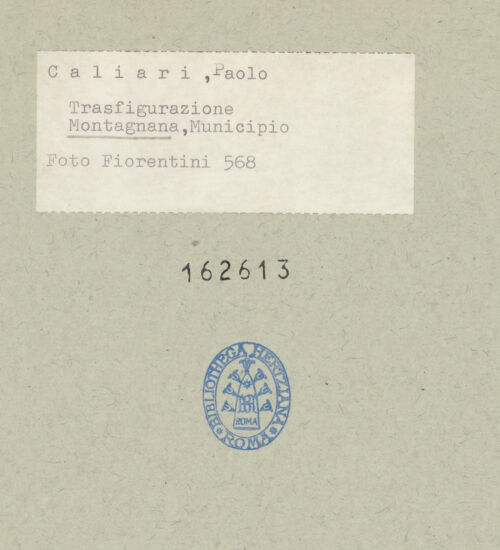 C a l i a r i ,Paolo
Trasfigurazione
Montagnana,Municipio
Foto Fiorentini 568
162613
BIBLIOTHECA HERTZIANA
ROMA
ROMA